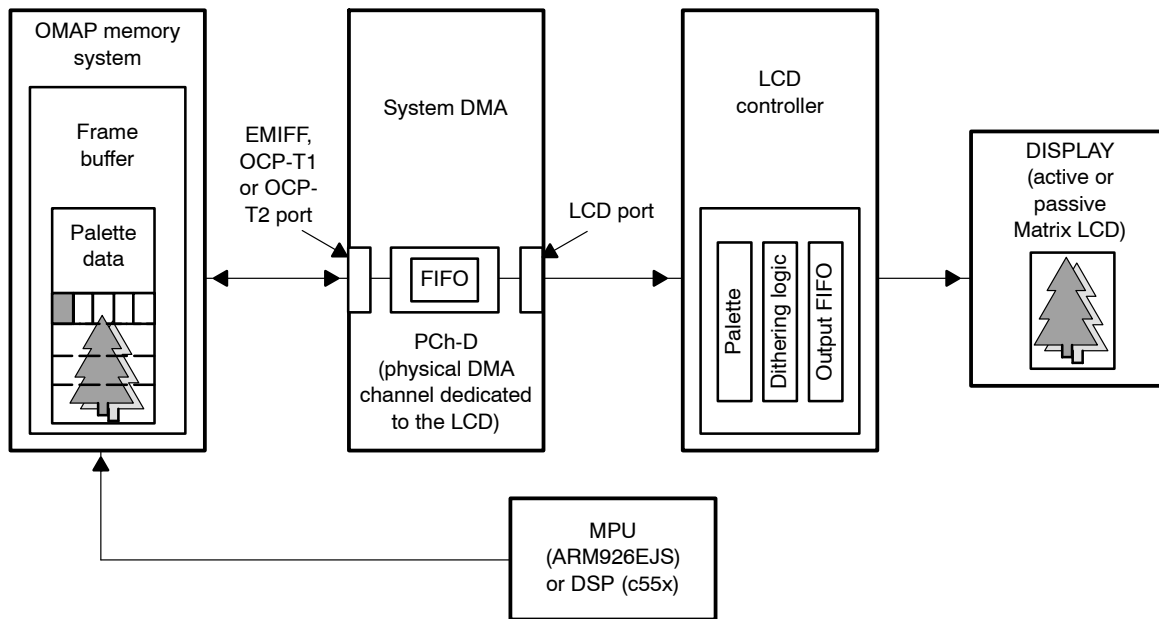 OMAP memory
system
Frame
buffer
Palette
data
EMIFF,
OCP-T1
or OCP-
T2 port
System DMA
LCD port
FIFO
PCh-D
(physical DMA
channel dedicated
to the LCD)
LCD
controller
Palette
Dithering logic
Output FIFO
DISPLAY
(active or
passive
Matrix LCD)
MPU
(ARM926EJS)
or DSP (c55x)